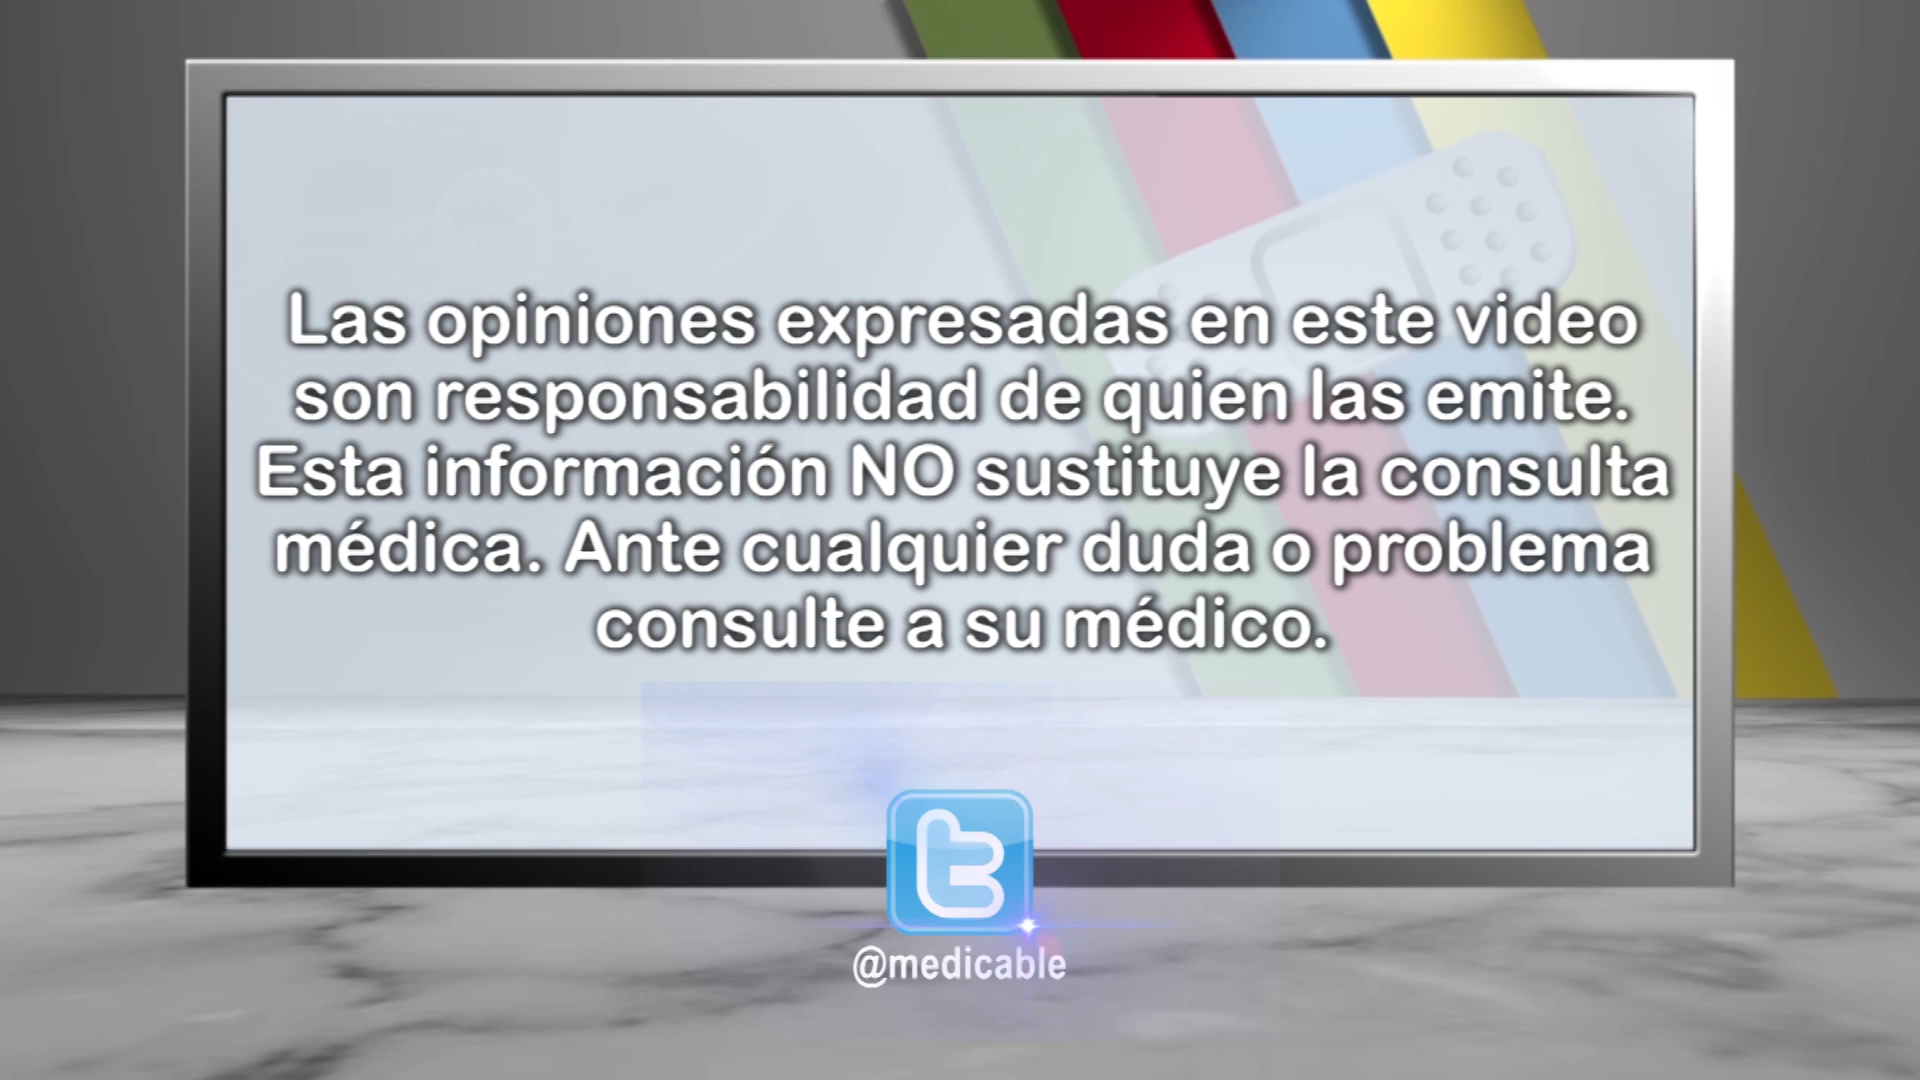 Las opiniones expresadas en este video
son responsabilidad de quien las emite.
Esta información NO sustituye la consulta
médica. Ante cualquier duda o problema
consulte a su médico.
@medicable